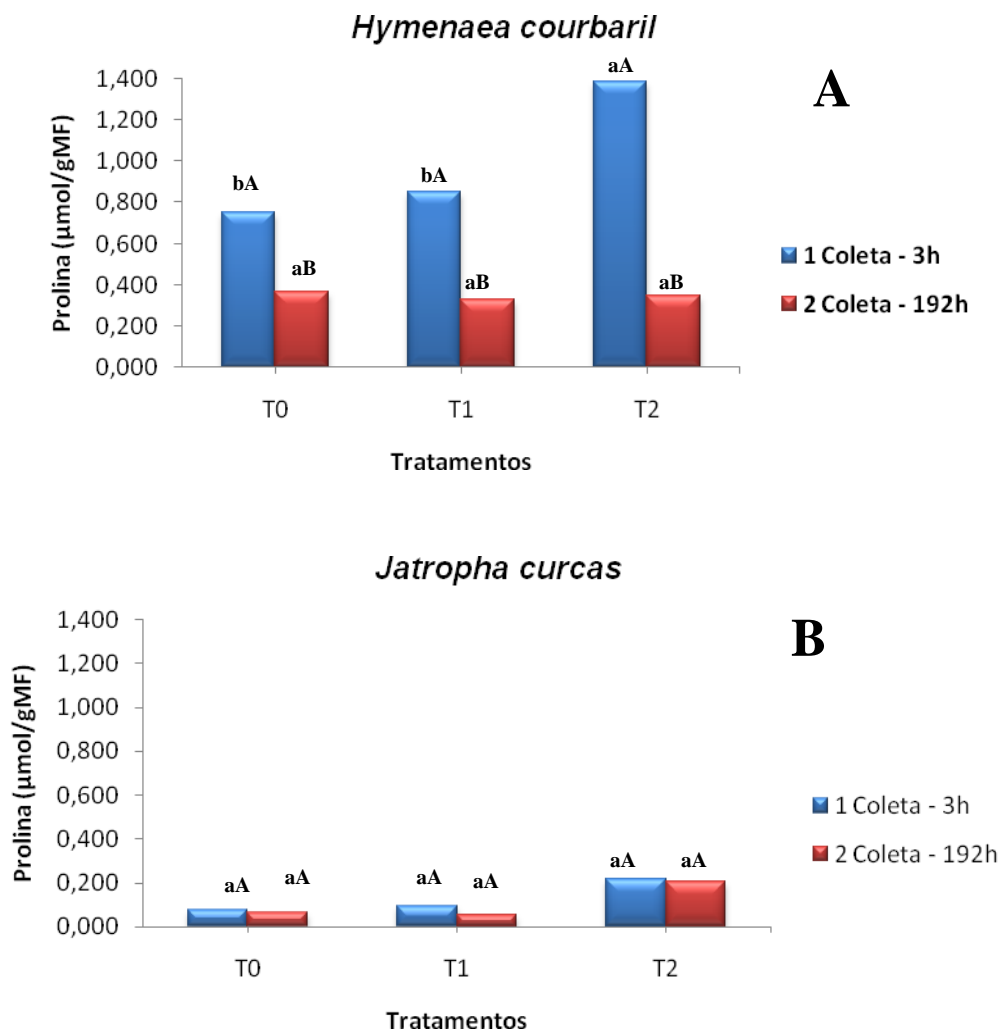 Hymenaea courbaril
A
Prolina (µmol/gMF)
1,400
1,200
1,000
0,800
0,600
0,400
0,200
0,000
bA
aB
bA
aB
aA
aB
1 Coleta - 3h
2 Coleta - 192h
T0
T1
T2
Tratamentos
Jatropha curcas
B
Prolina (µmol/gMF)
1,400
1,200
1,000
0,800
0,600
0,400
0,200
0,000
aA
aA
aA
aA
aA
aA
1 Coleta - 3h
2 Coleta - 192h
T0
T1
T2
Tratamentos